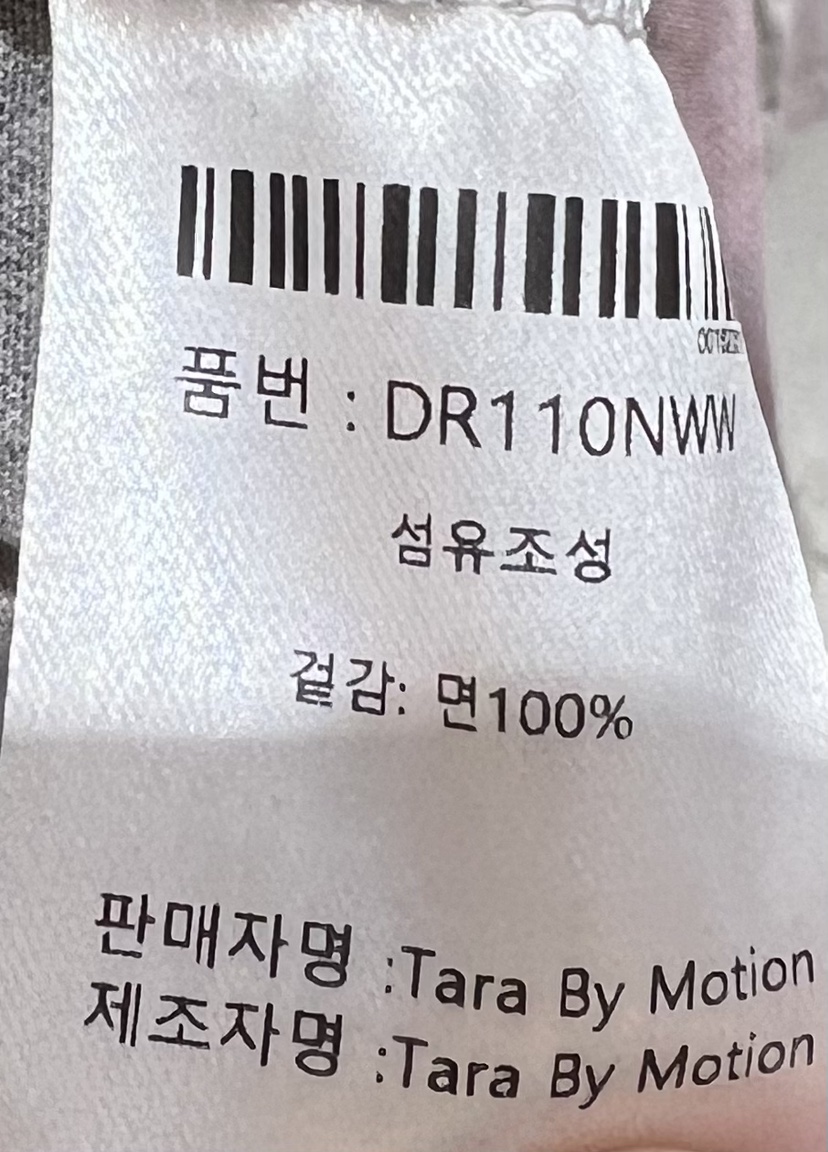 품번 : DR110NWW
섬유조성
겉감: 면100%
판매자명 :Tara By Motion
제조자명 :Tara By Motion